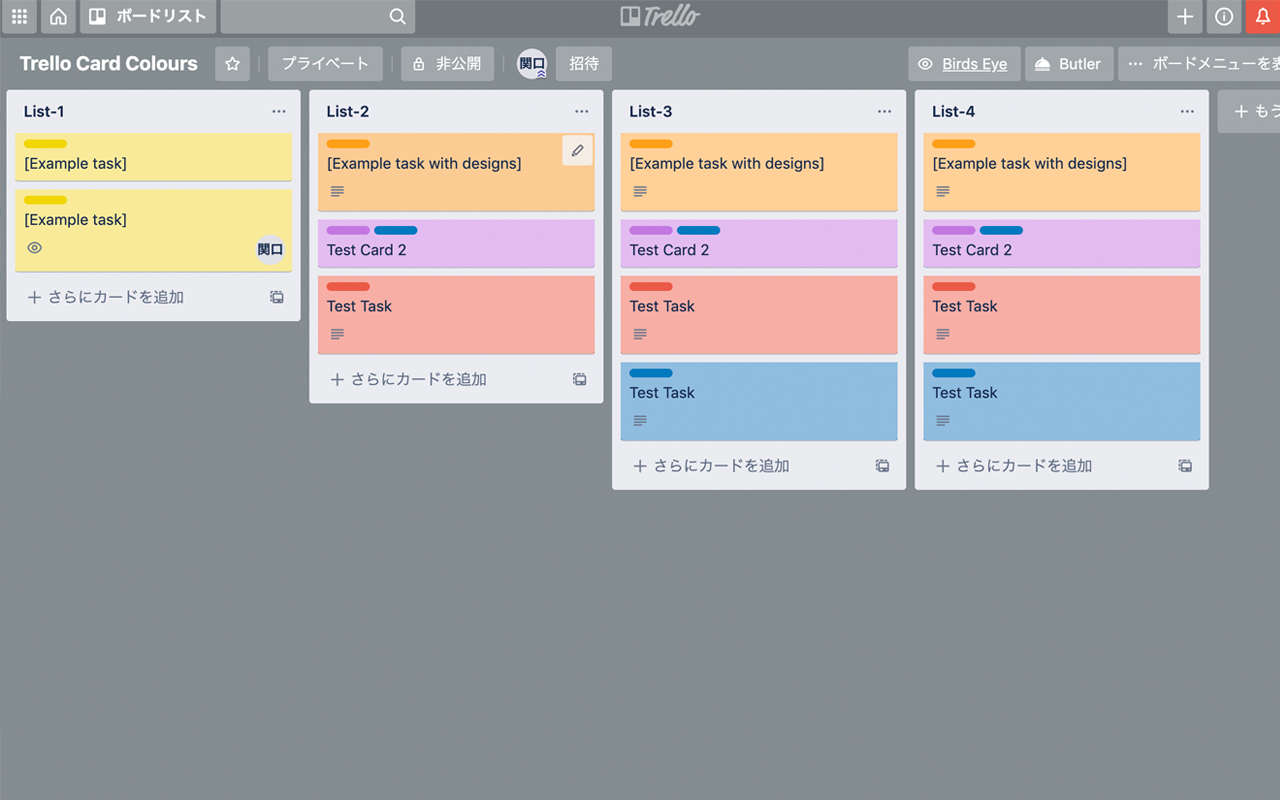 ボードリスト
Trello
Trello Card Colours
プライベート
非公開
関口
招待
Birds Eye
Butler
ボードメニューを表
List-1
[Example task]
[Example task]
関口
さらにカードを追加
List-2
[Example task with designs]
Test Card 2
Test Task
さらにカードを追加
List-3
[Example task with designs]
Test Card 2
Test Task
Test Task
さらにカードを追加
List-4
[Example task with designs]
Test Card 2
Test Task
Test Task
さらにカードを追加
もう